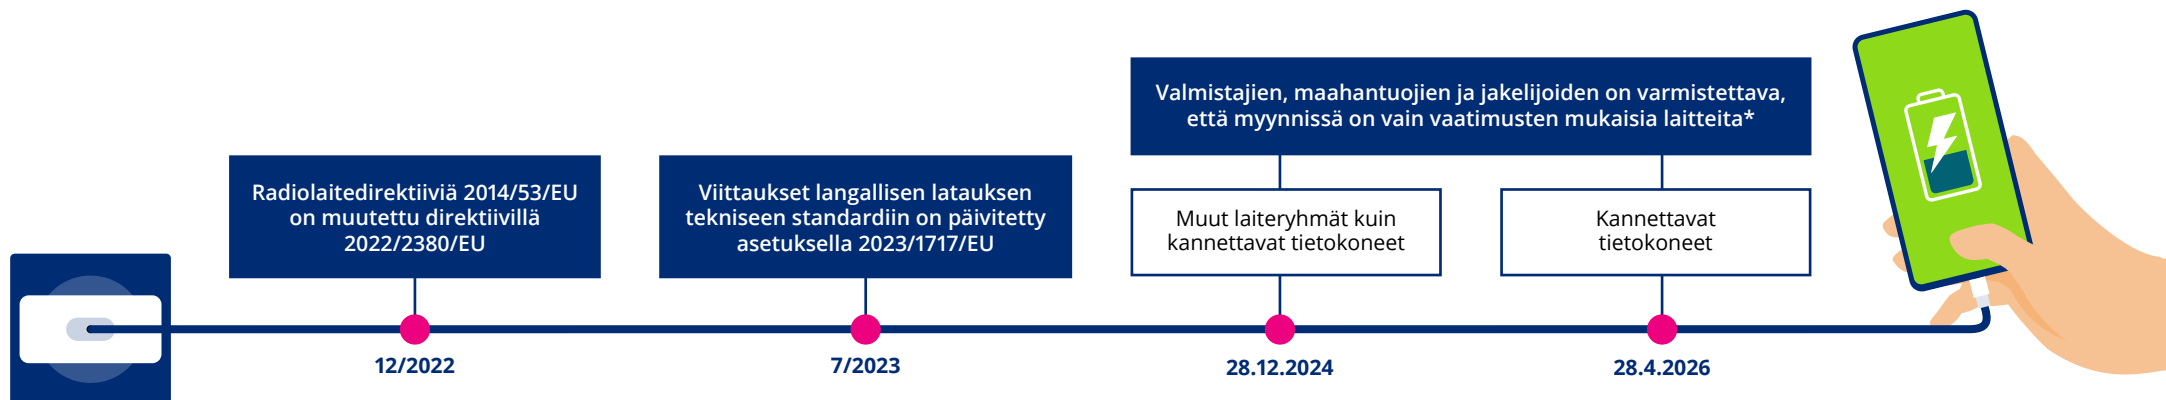 Radiolaitedirektiiviä 2014/53/EU
on muutettu direktiivillä
2022/2380/EU
12/2022
Viittaukset langallisen latauksen
tekniseen standardiin on päivitetty
asetuksella 2023/1717/EU
7/2023
Valmistajien, maahantuojien ja jakelijoiden on varmistettava,
että myynnissä on vain vaatimusten mukaisia laitteita*
Muut laiteryhmät kuin
kannettavat tietokoneet
28.12.2024
Kannettavat
tietokoneet
28.4.2026